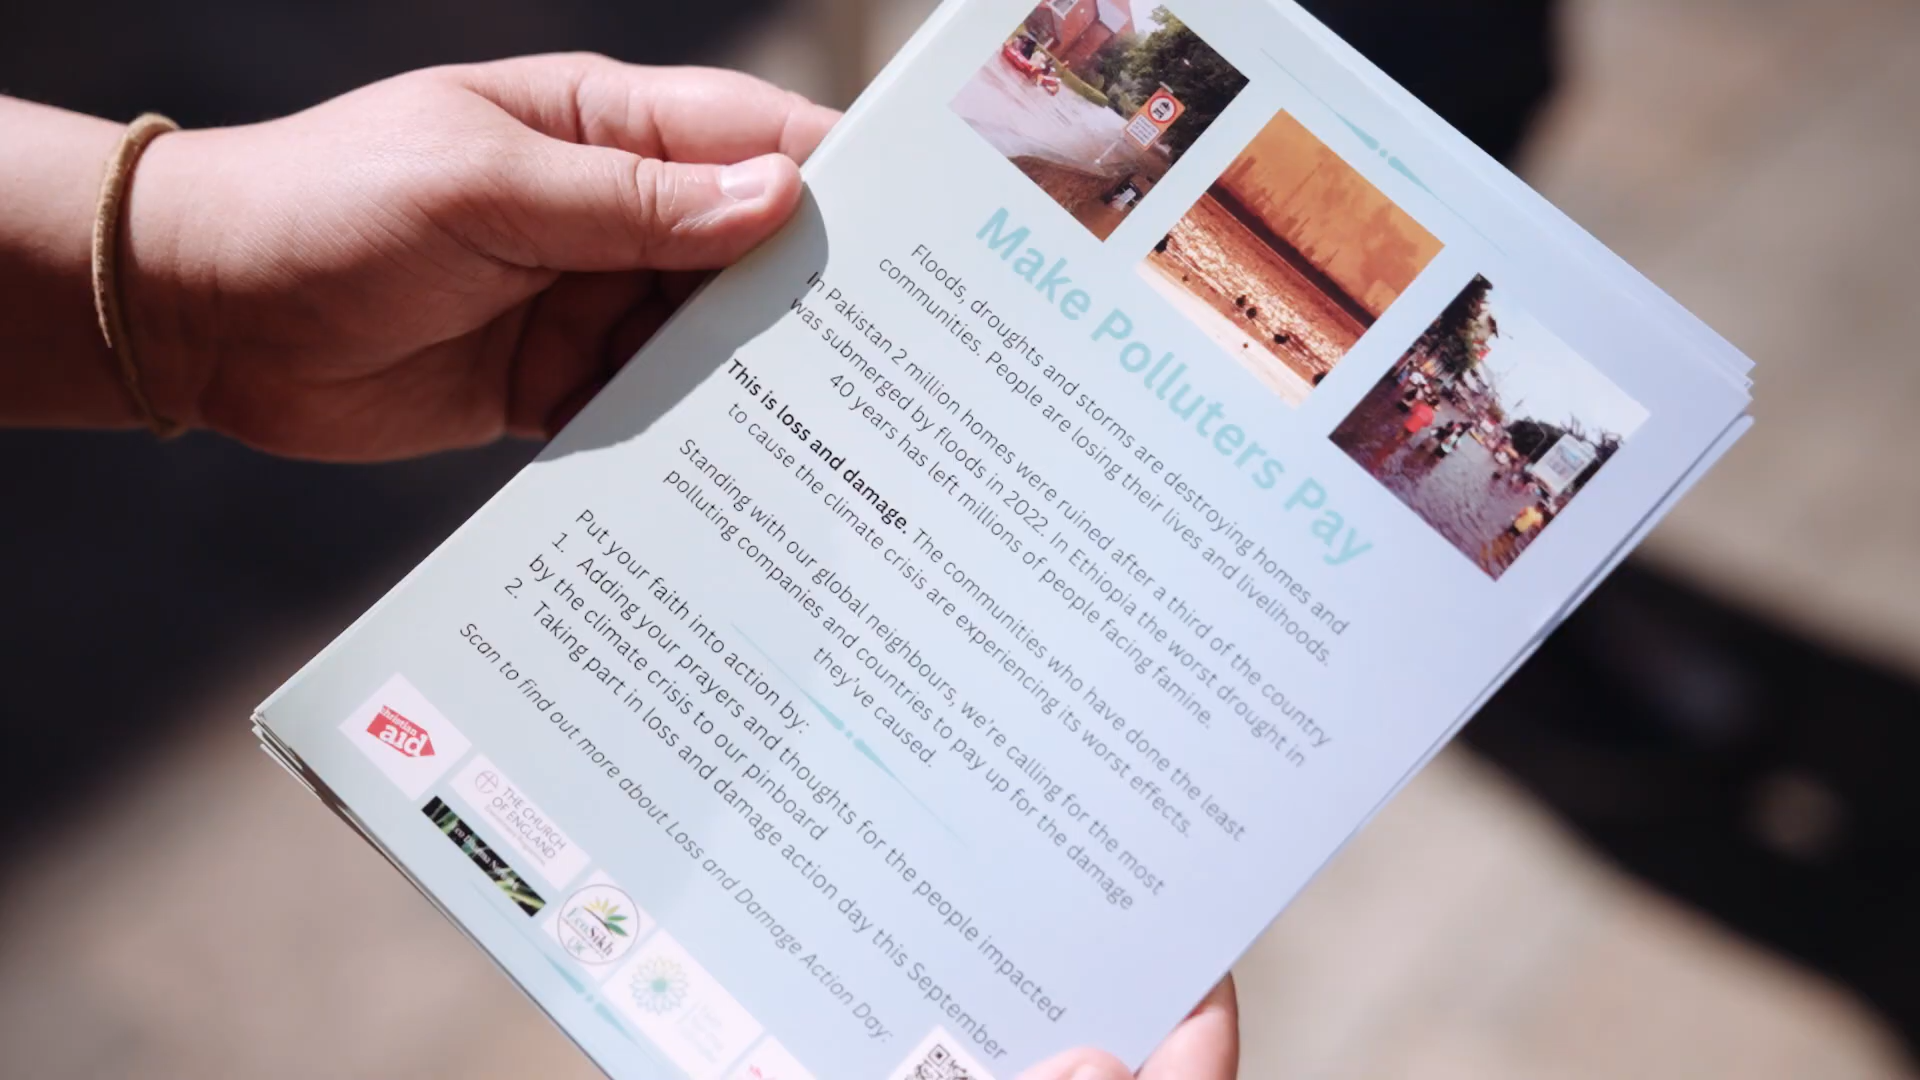 Make Polluters Pay
Floods, droughts and storms are destroying homes and
communities. People are losing their lives and livelihoods.
In Pakistan 2 million homes were ruined after a third of the country
was submerged by floods in 2022. In Ethiopia the worst drought in
40 years has left millions of people facing famine.
This is loss and damage. The communities who have done the least
to cause the climate crisis are experiencing its worst effects.
Standing with our global neighbours, we're calling for the most
polluting companies and countries to pay up for the damage
they've caused.
Put your faith into action by:
1. Adding your prayers and thoughts for the people impacted
by the climate crisis to our pinboard
2. Taking part in loss and damage action day this September
Scan to find out more about Loss and Damage Action Day:
christian
aid
THE CHURCH
OF ENGLAND
EcoSikh
UK